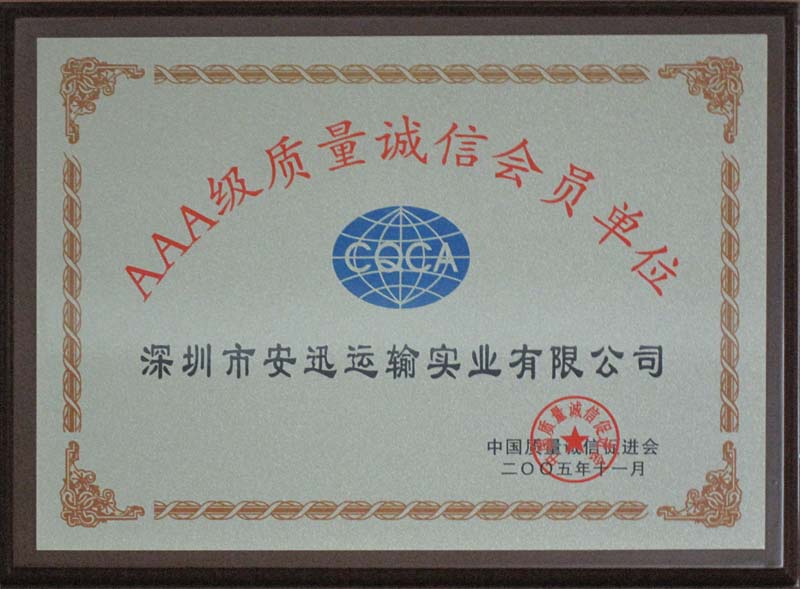 AAA级质量诚信会员单位
CQCA
深圳市安迅运输实业有限公司
中国质量诚信促进会
二〇〇五年十一月